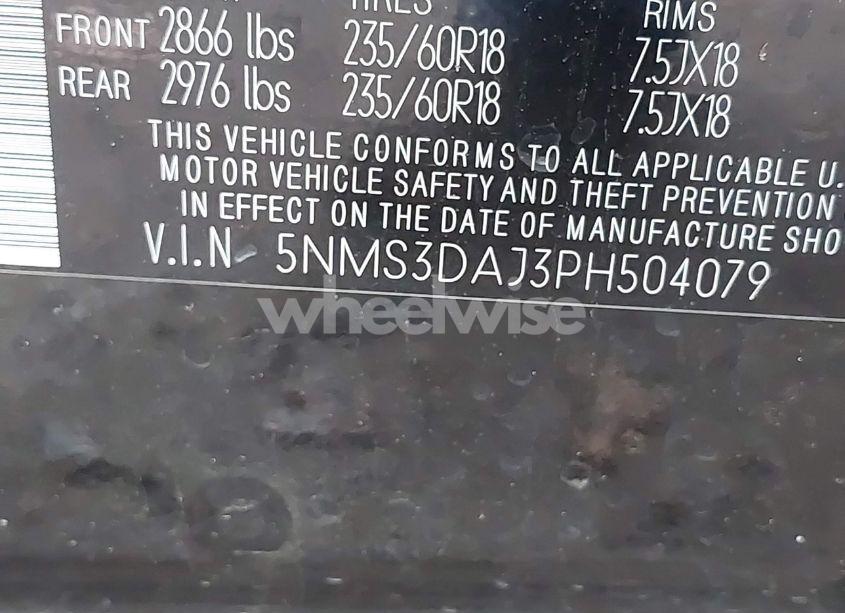 TIRES
RIMS
FRONT 2866 lbs 235/60R18 7.5JX18
REAR 2976 lbs 235/60R18 7.5JX18
THIS VEHICLE CONFORMS TO ALL APPLICABLE U.
MOTOR VEHICLE SAFETY AND THEFT PREVENTION
IN EFFECT ON THE DATE OF MANUFACTURE SHO
V.I.N 5NMS3DAJ3PH504079
wheelwise